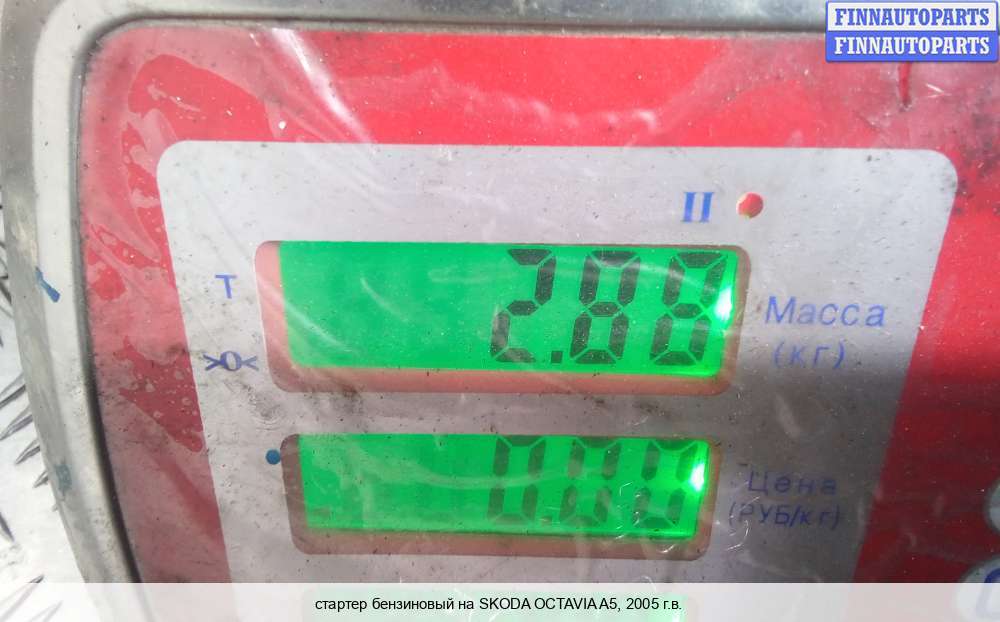 FINNAUTOPARTS
FINNAUTOPARTS
II
T
2.88
Масса
(кг)
>0<
0.00
Цена
(РУБ/кг)
стартер бензиновый на SKODA OCTAVIA A5, 2005 г.в.